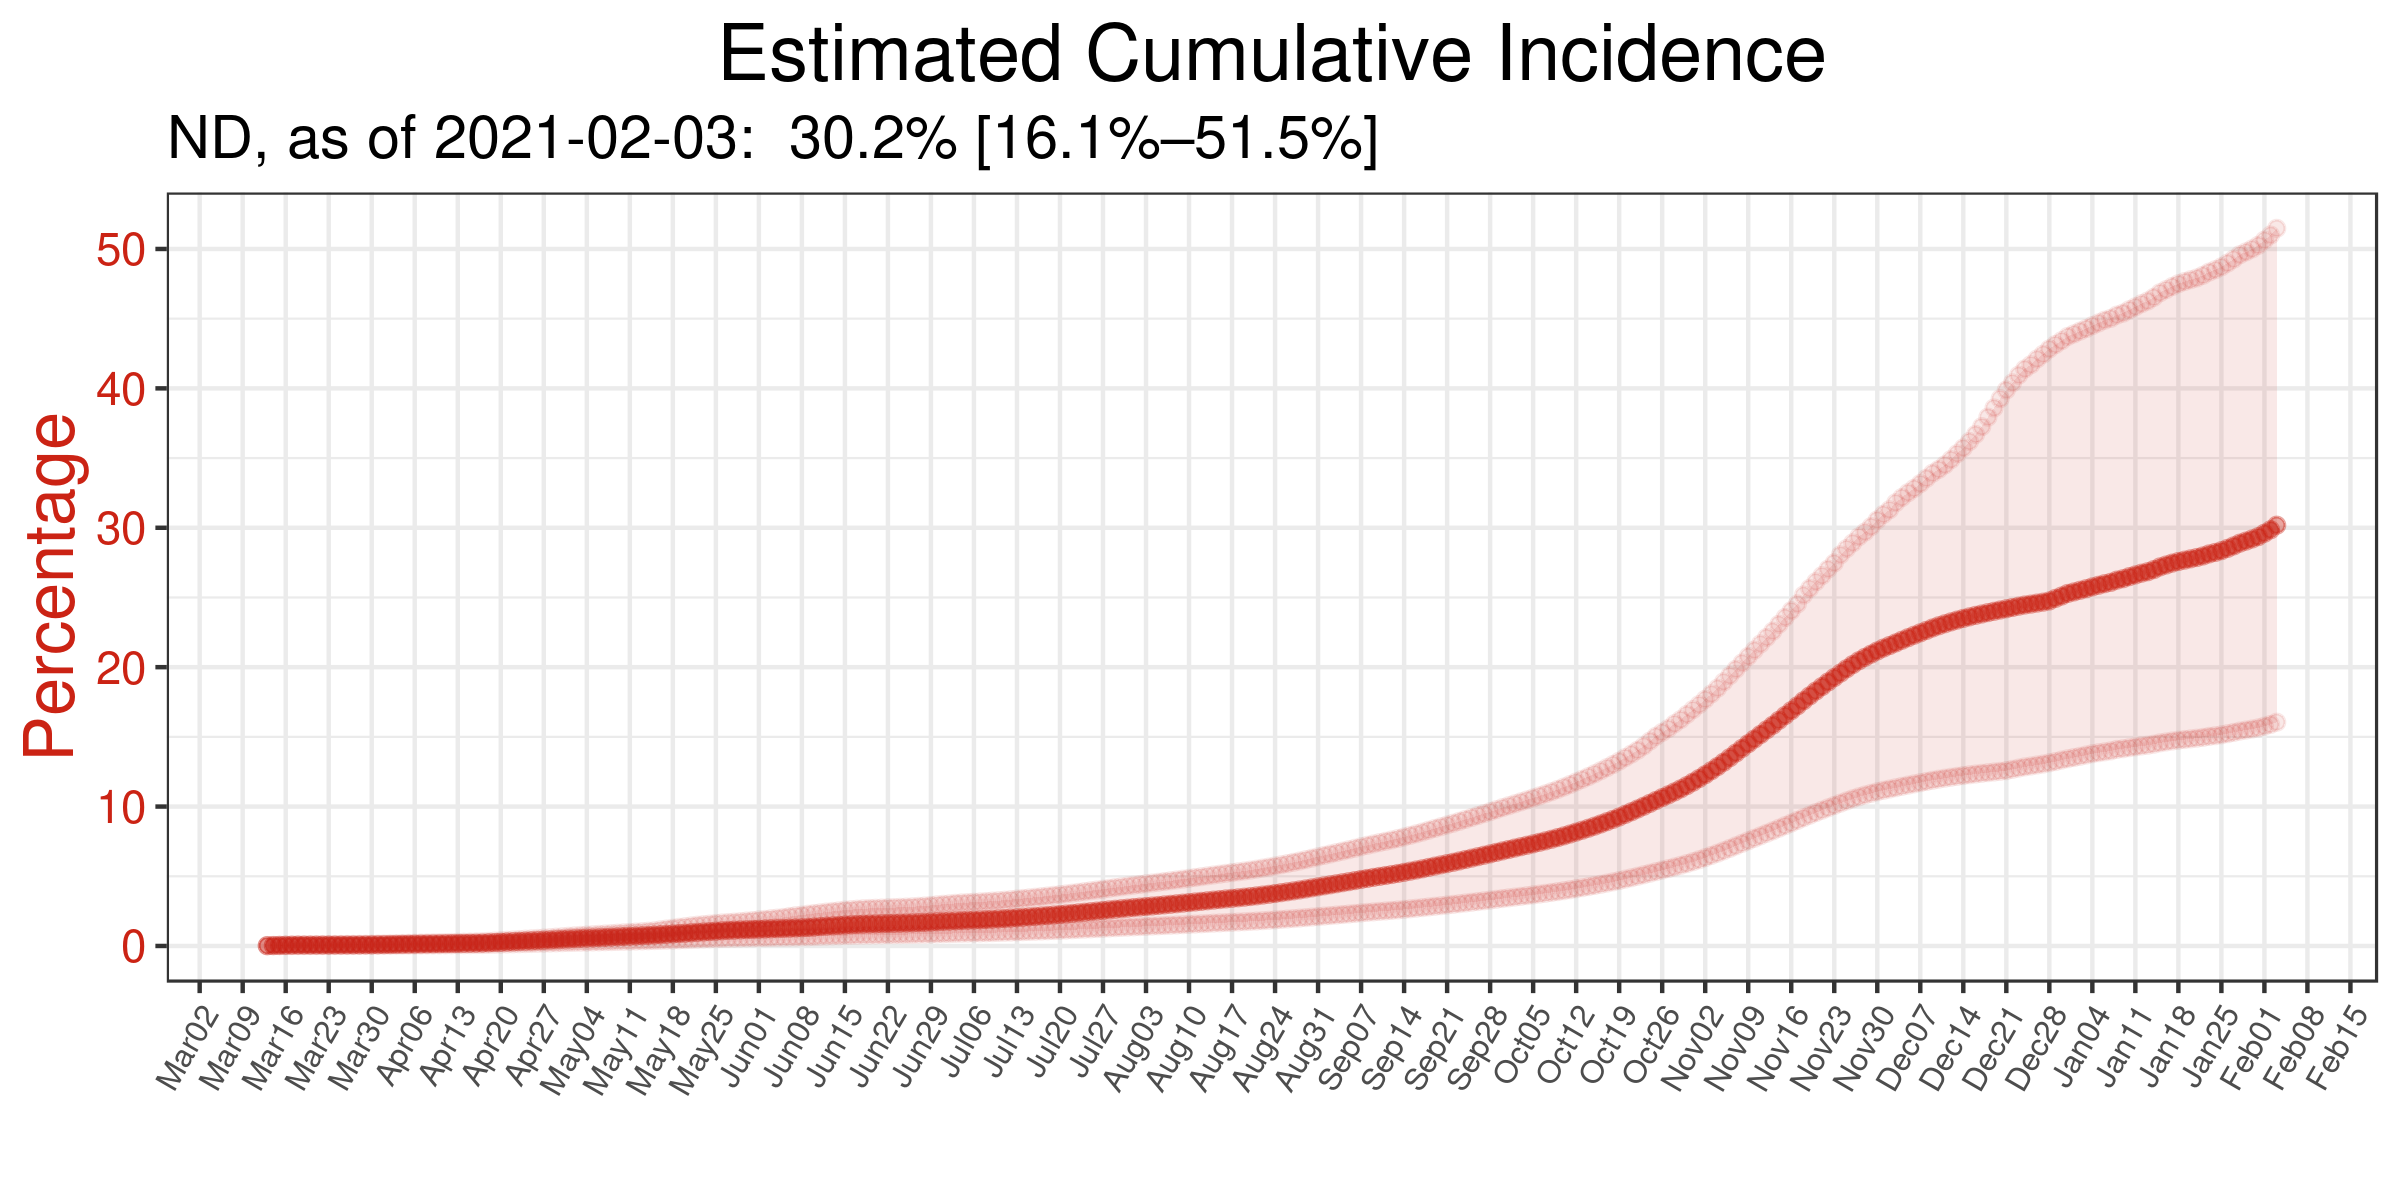 Estimated Cumulative Incidence
ND, as of 2021-02-03:  30.2% [16.1%–51.5%]
Percentage
50
40
30
20
10
0
Mar02
Mar09
Mar16
Mar23
Mar30
Apr06
Apr13
Apr20
Apr27
May04
May11
May18
May25
Jun01
Jun08
Jun15
Jun22
Jun29
Jul06
Jul13
Jul20
Jul27
Aug03
Aug10
Aug17
Aug24
Aug31
Sep07
Sep14
Sep21
Sep28
Oct05
Oct12
Oct19
Oct26
Nov02
Nov09
Nov16
Nov23
Nov30
Dec07
Dec14
Dec21
Dec28
Jan04
Jan11
Jan18
Jan25
Feb01
Feb08
Feb15